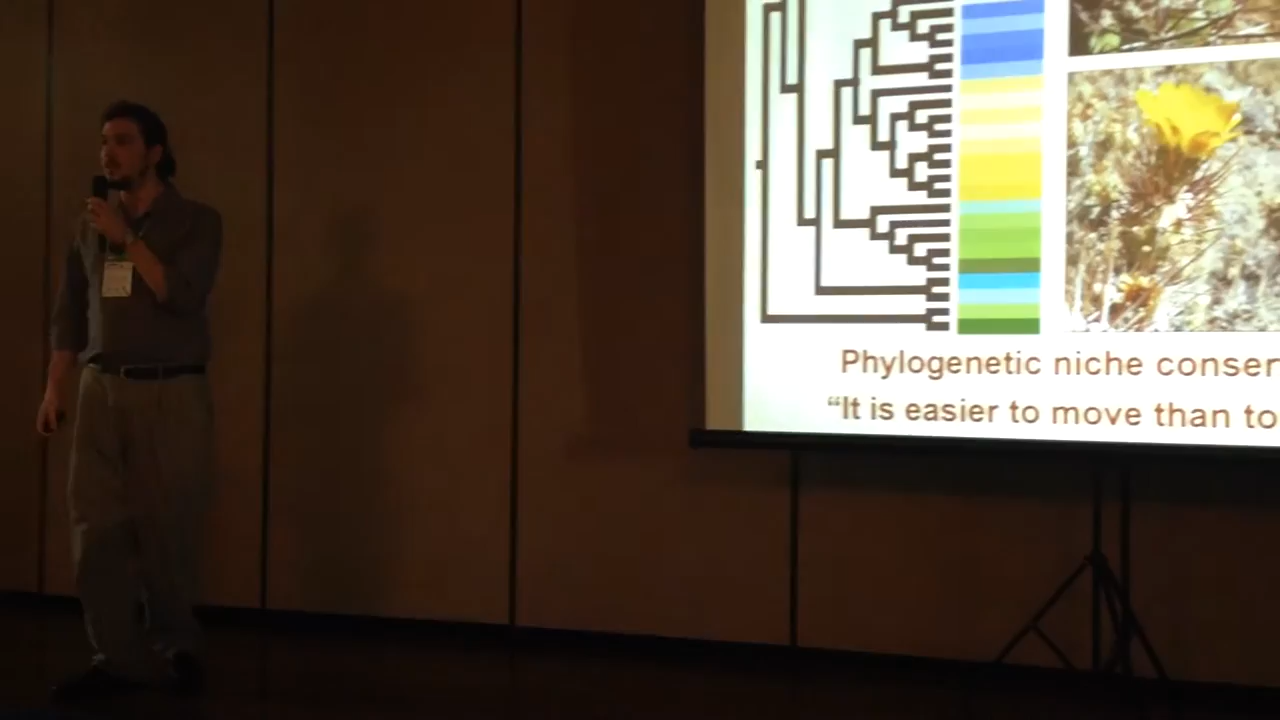 Phylogenetic niche conser
“It is easier to move than to